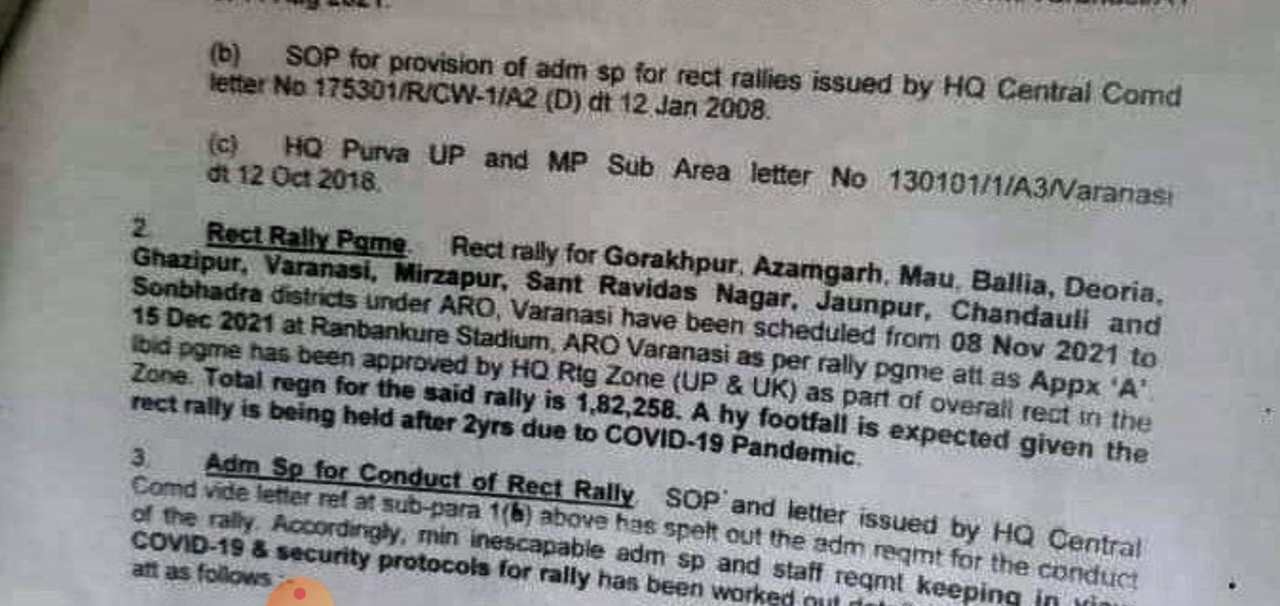 (b) SOP for provision of adm sp for rect rallies issued by HQ Central Comd
letter No 175301/R/CW-1/A2 (D) dt 12 Jan 2008.
(c) HQ Purva UP and MP Sub Area letter No 130101/1/A3/Varanasi
dt 12 Oct 2018.
2. Rect Rally Pgme. Rect rally for Gorakhpur, Azamgarh, Mau, Ballia, Deoria,
Ghazipur, Varanasi, Mirzapur, Sant Ravidas Nagar, Jaunpur, Chandauli and
Sonbhadra districts under ARO, Varanasi have been scheduled from 08 Nov 2021 to
15 Dec 2021 at Ranbankure Stadium, ARO Varanasi as per rally pgme att as Appx 'A'.
Ibid pgme has been approved by HQ Rtg Zone (UP & UK) as part of overall rect in the
Zone. Total regn for the said rally is 1,82,258. A hy footfall is expected given the
rect rally is being held after 2yrs due to COVID-19 Pandemic.
3. Adm Sp for Conduct of Rect Rally SOP and letter issued by HQ Central
Comd vide letter ref at sub-para 1(b) above has spelt out the adm reqmt for the conduct
of the rally. Accordingly, min inescapable adm sp and staff reqmt keeping in
COVID-19 & security protocols for rally has been worked out
att as follows :-